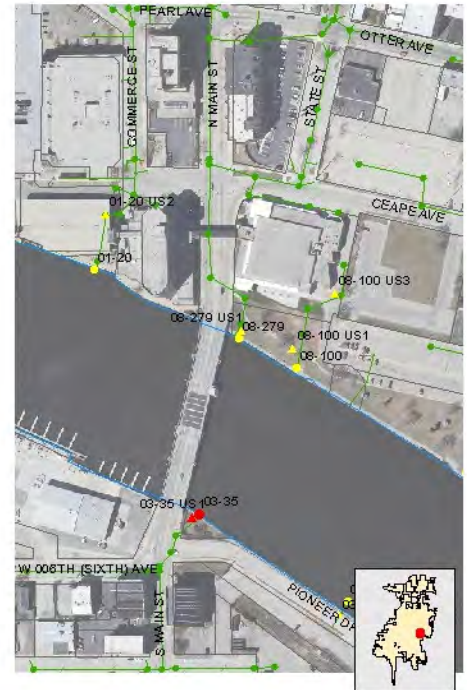 PEARL AVE
OTTER AVE
COMMERCE ST
N MAIN ST
STATE ST
01-20 US2
CEAPE AVE
01-20
08-100 US3
08-279 US1
08-279
08-100 US1
08-100
03-35 US1
03-35
W 006TH (SIXTH) AVE
S MAIN ST
PIONEER DR